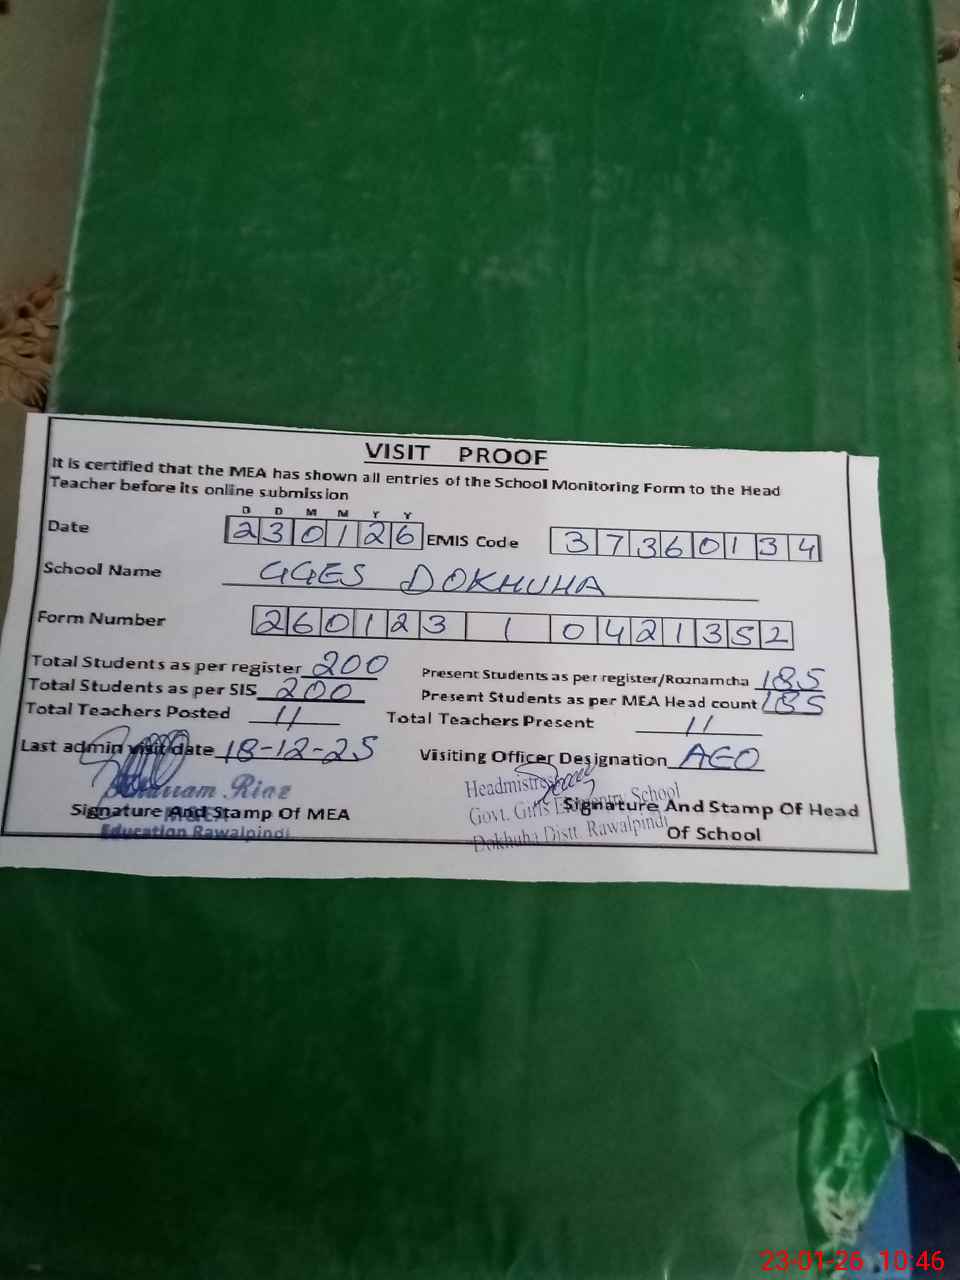 VISIT PROOF
It is certified that the MEA has shown all entries of the School Monitoring Form to the Head
Teacher before its online submission
D D M M Y Y
Date 230126 EMIS Code 37360134
School Name GGES DOKHUHA
Form Number 260123 1 0421352
Total Students as per register 200 Present Students as per register/Roznamcha 185
Total Students as per SIS 200 Present Students as per MEA Head count 185
Total Teachers Posted 11 Total Teachers Present 11
Last admin visit date 18-12-25 Visiting Officer Designation AEO
Riaz Headmistress
Govt. Girls Elementry School
Signature And Stamp Of MEA Signature And Stamp Of Head
Of School
Education Rawalpindi Dokhuha Distt. Rawalpindi
23-01-26 10:46